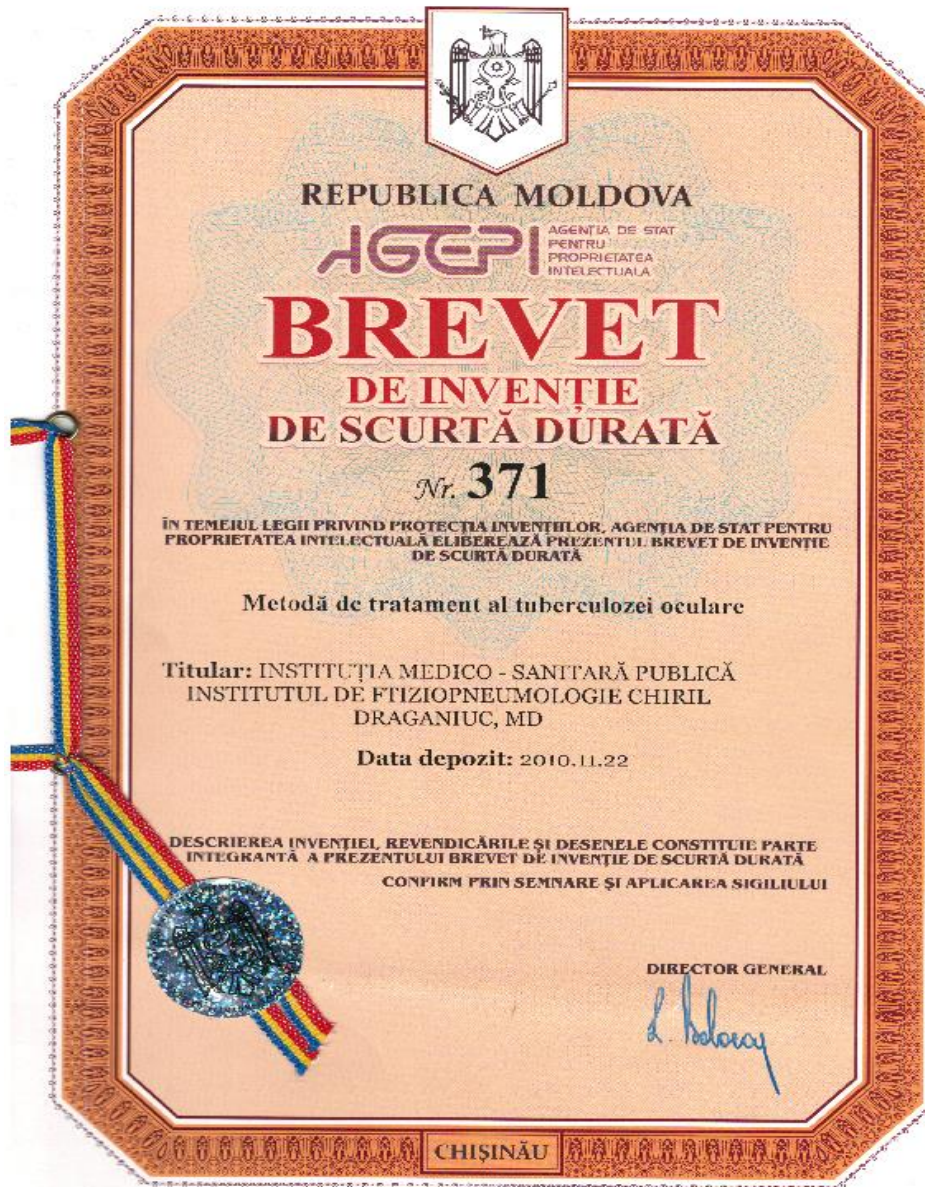 REPUBLICA MOLDOVA
AGEPI
AGENŢIA DE STAT
PENTRU
PROPRIETATEA
INTELECTUALA
BREVET
DE INVENŢIE
DE SCURTĂ DURATĂ
Nr. 371
ÎN TEMEIUL LEGII PRIVIND PROTECŢIA INVENŢIILOR, AGENŢIA DE STAT PENTRU
PROPRIETATEA INTELECTUALĂ ELIBEREAZĂ PREZENTUL BREVET DE INVENŢIE
DE SCURTĂ DURATĂ
Metodă de tratament al tuberculozei oculare
Titular: INSTITUŢIA MEDICO - SANITARĂ PUBLICĂ
INSTITUTUL DE FTIZIOPNEUMOLOGIE CHIRIL
DRAGANIUC, MD
Data depozit: 2010.11.22
DESCRIEREA INVENŢIEI, REVENDICĂRILE ŞI DESENELE CONSTITUIE PARTE
INTEGRANTĂ A PREZENTULUI BREVET DE INVENŢIE DE SCURTĂ DURATĂ
CONFIRM PRIN SEMNARE ŞI APLICAREA SIGILIULUI
DIRECTOR GENERAL
CHIŞINĂU